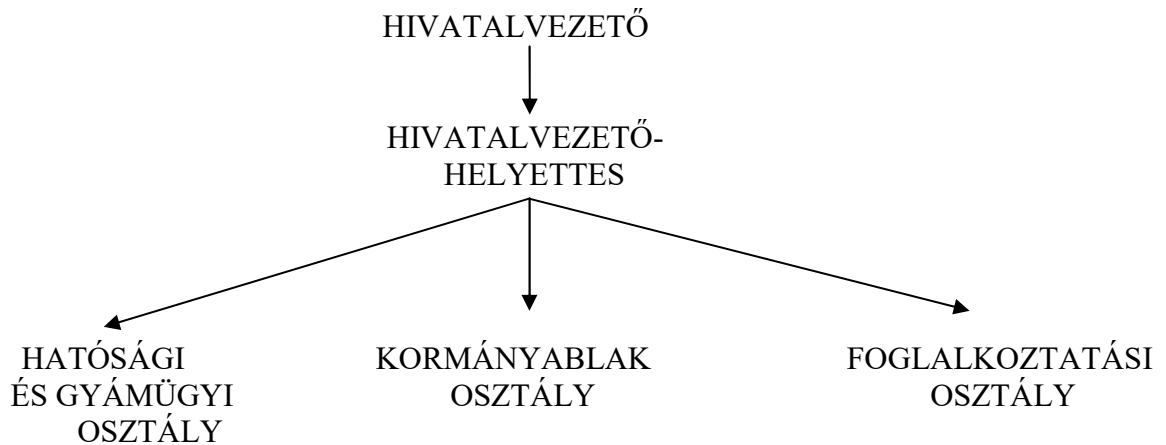 HIVATALVEZETŐ
HIVATALVEZETŐ-
HELYETTES
HATÓSÁGI
ÉS GYÁMÜGYI
OSZTÁLY
KORMÁNYABLAK
OSZTÁLY
FOGLALKOZTATÁSI
OSZTÁLY